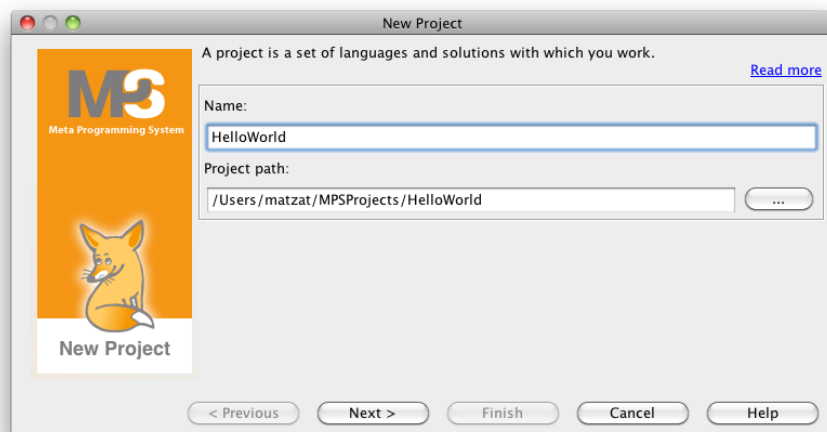 New Project
A project is a set of languages and solutions with which you work.
Read more
MPS
Meta Programming System
Name:
HelloWorld
Project path:
/Users/matzat/MPSProjects/HelloWorld
...
New Project
< Previous
Next >
Finish
Cancel
Help